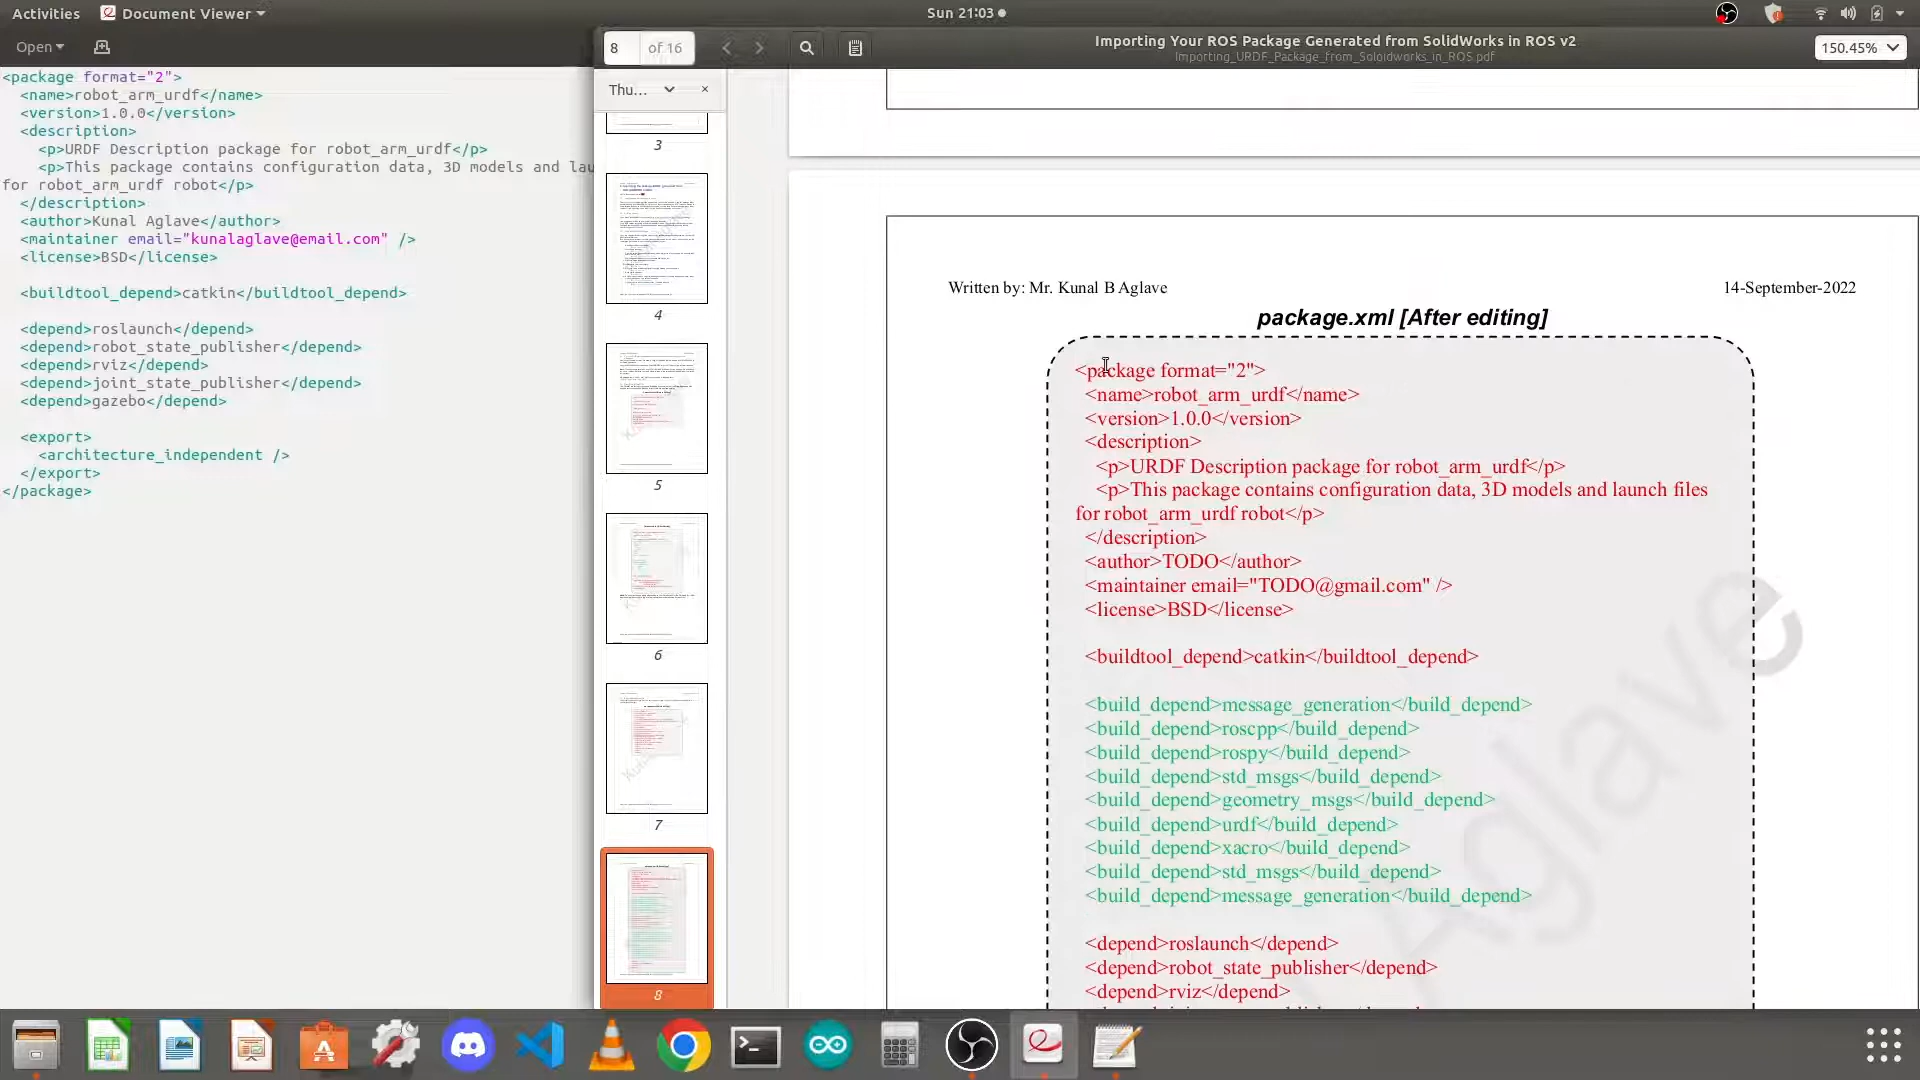 Activities
Document Viewer
Sun 21:03
Open
8
of 16
Importing Your ROS Package Generated from SolidWorks in ROS v2
Importing_URDF_Package_from_Soloidworks_in_ROS.pdf
150.45%
<package format="2">
<name>robot_arm_urdf</name>
<version>1.0.0</version>
<description>
<p>URDF Description package for robot_arm_urdf</p>
<p>This package contains configuration data, 3D models and lau
for robot_arm_urdf robot</p>
</description>
<author>Kunal Aglave</author>
<maintainer email="kunalaglave@email.com" />
<license>BSD</license>
<buildtool_depend>catkin</buildtool_depend>
<depend>roslaunch</depend>
<depend>robot_state_publisher</depend>
<depend>rviz</depend>
<depend>joint_state_publisher</depend>
<depend>gazebo</depend>
<export>
<architecture_independent />
</export>
</package>
Thu...
3
4
5
6
7
8
Written by: Mr. Kunal B Aglave
14-September-2022
package.xml [After editing]
<package format="2">
<name>robot_arm_urdf</name>
<version>1.0.0</version>
<description>
<p>URDF Description package for robot_arm_urdf</p>
<p>This package contains configuration data, 3D models and launch files
for robot_arm_urdf robot</p>
</description>
<author>TODO</author>
<maintainer email="TODO@gmail.com" />
<license>BSD</license>
<buildtool_depend>catkin</buildtool_depend>
<build_depend>message_generation</build_depend>
<build_depend>roscpp</build_depend>
<build_depend>rospy</build_depend>
<build_depend>std_msgs</build_depend>
<build_depend>geometry_msgs</build_depend>
<build_depend>urdf</build_depend>
<build_depend>xacro</build_depend>
<build_depend>std_msgs</build_depend>
<build_depend>message_generation</build_depend>
<depend>roslaunch</depend>
<depend>robot_state_publisher</depend>
<depend>rviz</depend>
Aglave